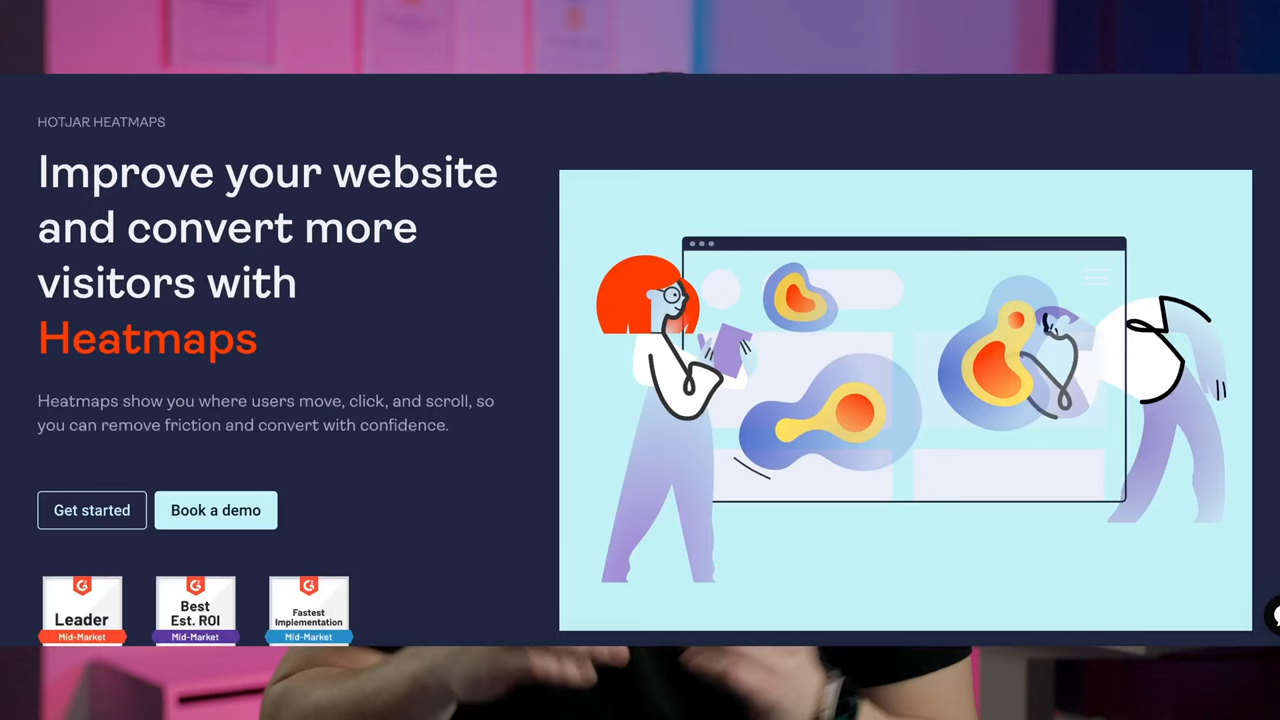 HOTJAR HEATMAPS
Improve your website
and convert more
visitors with
Heatmaps
Heatmaps show you where users move, click, and scroll, so
you can remove friction and convert with confidence.
Get started
Book a demo
Leader
Mid-Market
Best
Est. ROI
Mid-Market
Fastest
Implementation
Mid-Market